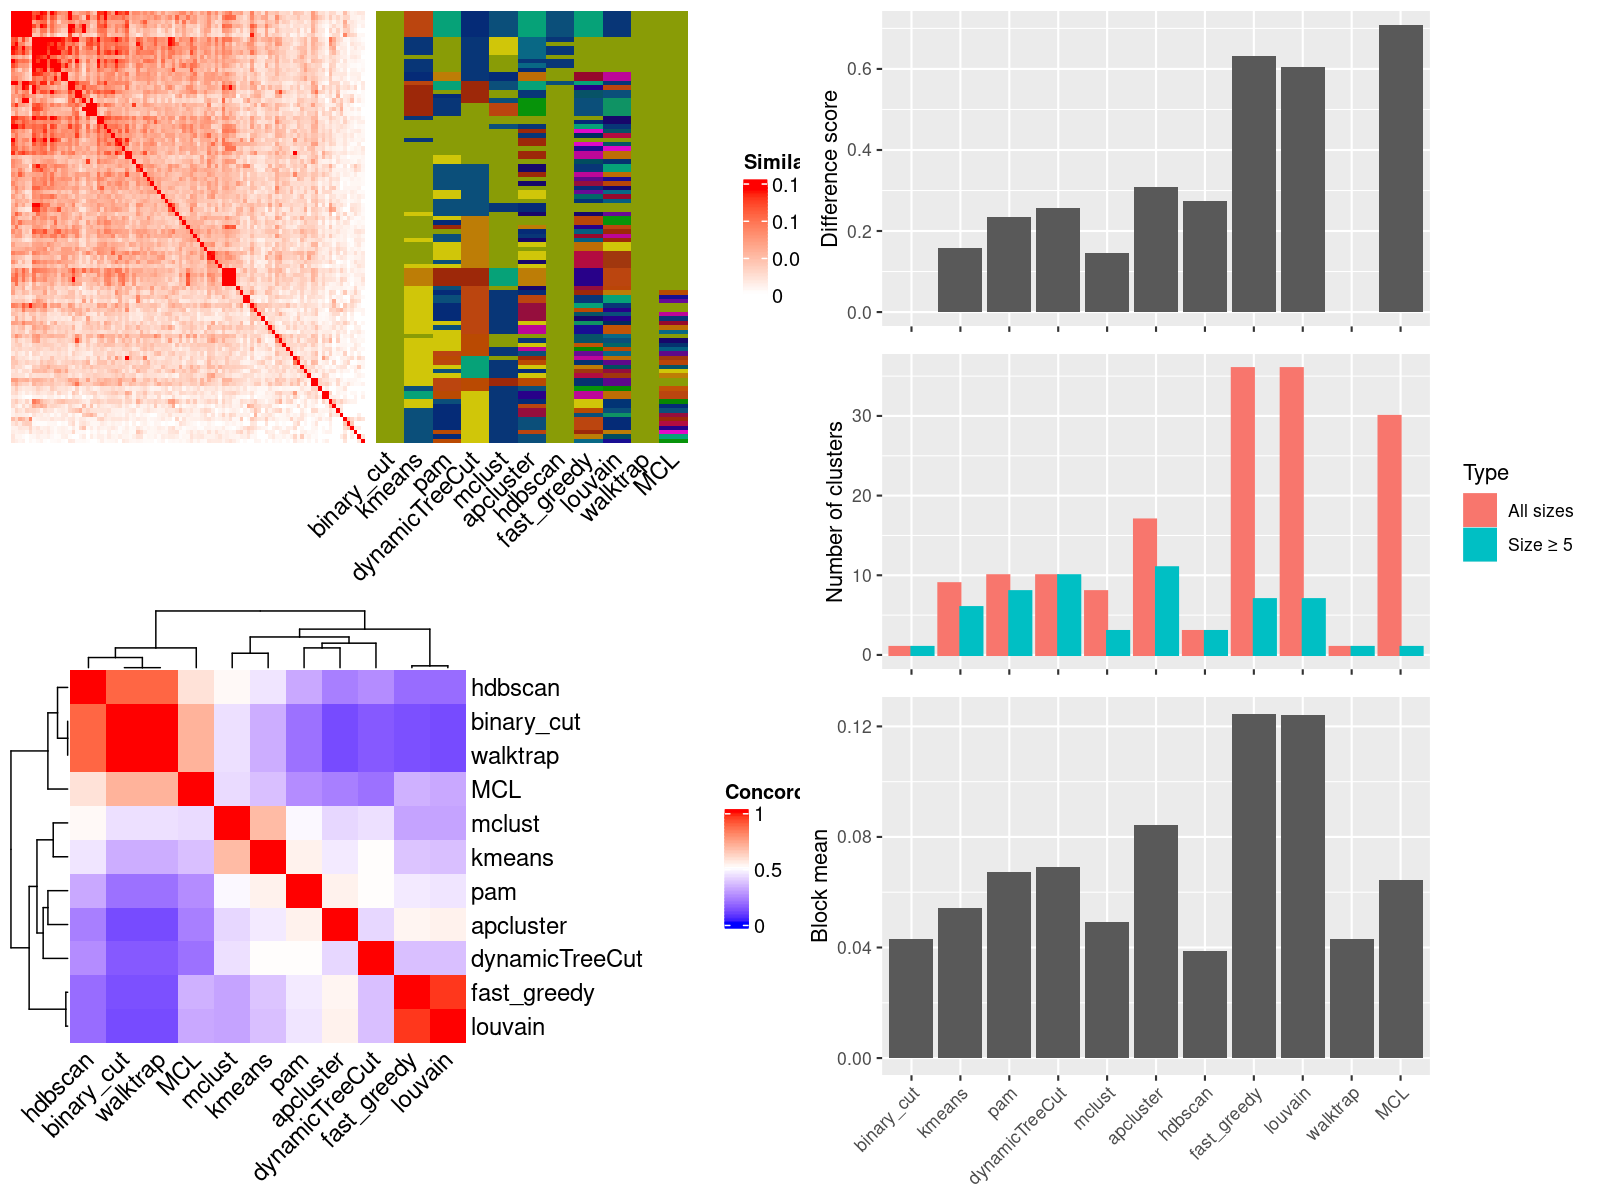 Simila
0.1
0.1
0.0
0
binary_cut
kmeans
pam
dynamicTreeCut
mclust
apcluster
hdbscan
fast_greedy
louvain
walktrap
MCL
hdbscan
binary_cut
walktrap
MCL
mclust
kmeans
pam
apcluster
dynamicTreeCut
fast_greedy
louvain
hdbscan
binary_cut
walktrap
MCL
mclust
kmeans
pam
apcluster
dynamicTreeCut
fast_greedy
louvain
Concord
1
0.5
0
Difference score
0.6
0.4
0.2
0.0
Number of clusters
30
20
10
0
Type
All sizes
Size ≥ 5
Block mean
0.12
0.08
0.04
0.00
binary_cut
kmeans
pam
dynamicTreeCut
mclust
apcluster
hdbscan
fast_greedy
louvain
walktrap
MCL